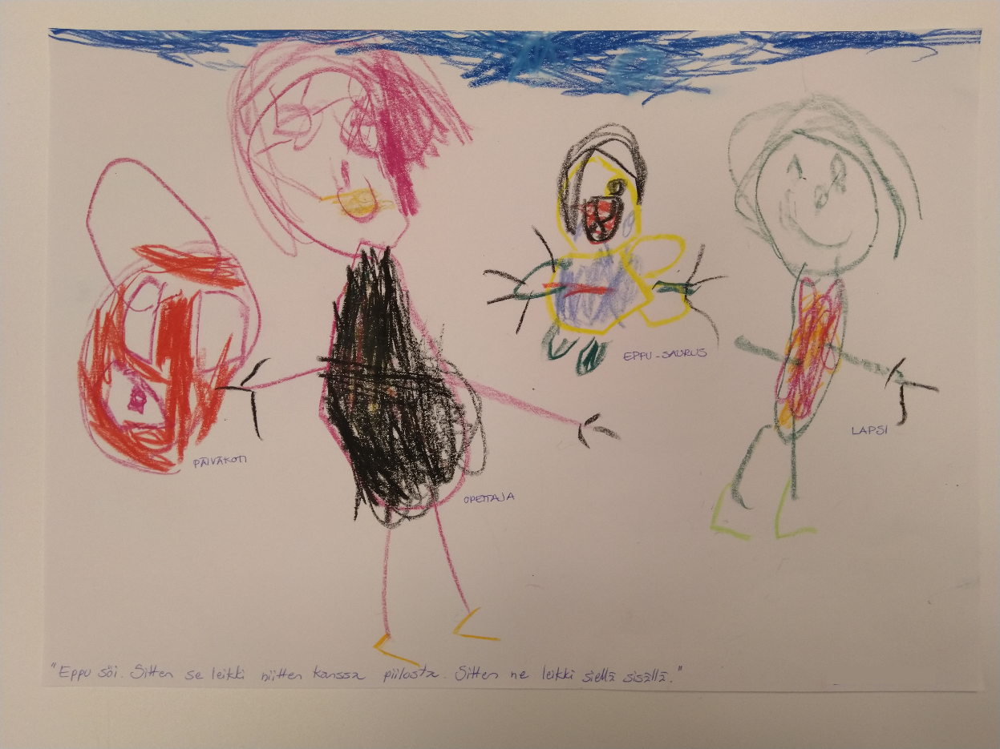 EPPU-SAURUS
LAPSI
PÄIVÄKOTI
OPETTAJA
"Eppu söi. Sitten se leikki niitten kanssa piilosta. Sitten ne leikki siellä sisällä."